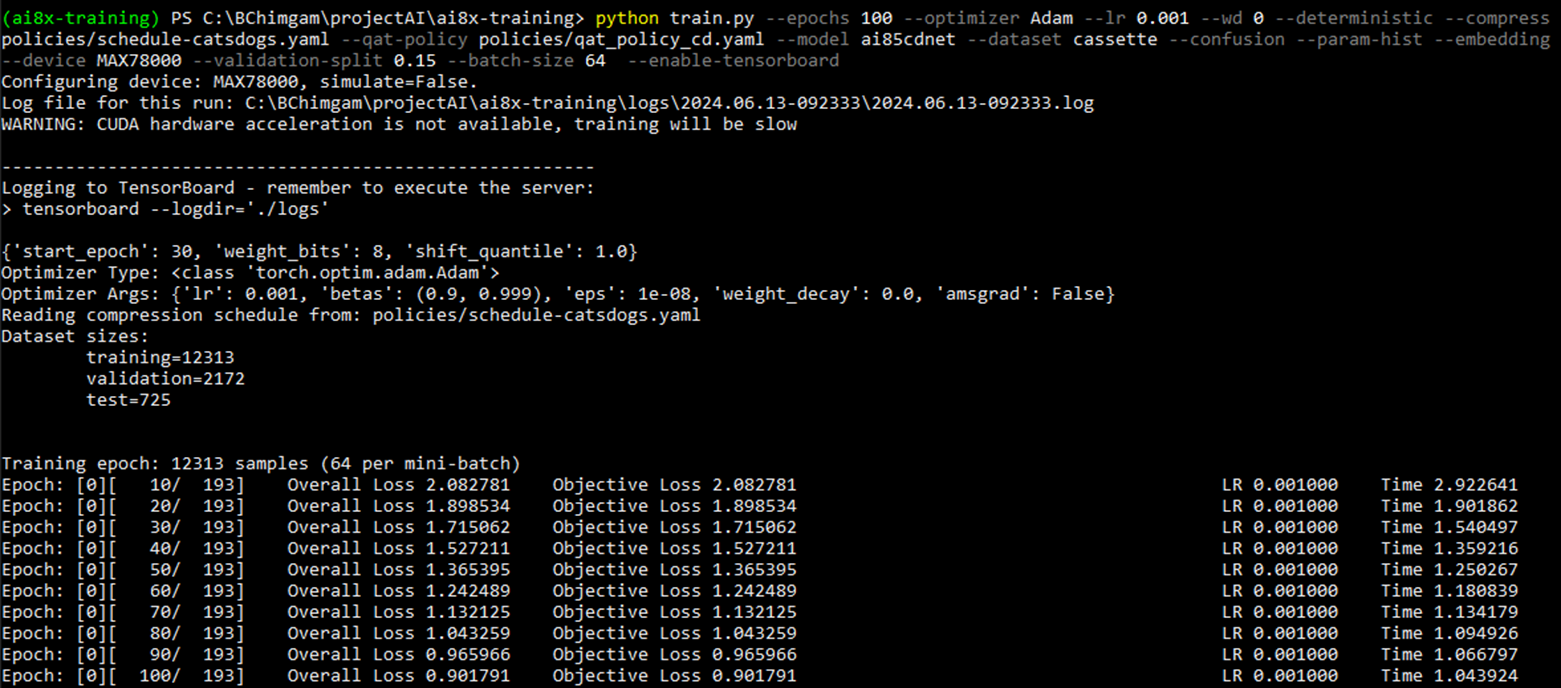 (ai8x-training) PS C:\BChimgam\projectAI\ai8x-training> python train.py --epochs 100 --optimizer Adam --lr 0.001 --wd 0 --deterministic --compress
policies/schedule-catsdogs.yaml --qat-policy policies/qat_policy_cd.yaml --model ai85cdnet --dataset cassette --confusion --param-hist --embedding
--device MAX78000 --validation-split 0.15 --batch-size 64  --enable-tensorboard
Configuring device: MAX78000, simulate=False.
Log file for this run: C:\BChimgam\projectAI\ai8x-training\logs\2024.06.13-092333\2024.06.13-092333.log
WARNING: CUDA hardware acceleration is not available, training will be slow
--------------------------------------------------------
Logging to TensorBoard - remember to execute the server:
> tensorboard --logdir='./logs'
{'start_epoch': 30, 'weight_bits': 8, 'shift_quantile': 1.0}
Optimizer Type: <class 'torch.optim.adam.Adam'>
Optimizer Args: {'lr': 0.001, 'betas': (0.9, 0.999), 'eps': 1e-08, 'weight_decay': 0.0, 'amsgrad': False}
Reading compression schedule from: policies/schedule-catsdogs.yaml
Dataset sizes:
        training=12313
        validation=2172
        test=725
Training epoch: 12313 samples (64 per mini-batch)
Epoch: [0][   10/  193]    Overall Loss 2.082781    Objective Loss 2.082781    LR 0.001000    Time 2.922641
Epoch: [0][   20/  193]    Overall Loss 1.898534    Objective Loss 1.898534    LR 0.001000    Time 1.901862
Epoch: [0][   30/  193]    Overall Loss 1.715062    Objective Loss 1.715062    LR 0.001000    Time 1.540497
Epoch: [0][   40/  193]    Overall Loss 1.527211    Objective Loss 1.527211    LR 0.001000    Time 1.359216
Epoch: [0][   50/  193]    Overall Loss 1.365395    Objective Loss 1.365395    LR 0.001000    Time 1.250267
Epoch: [0][   60/  193]    Overall Loss 1.242489    Objective Loss 1.242489    LR 0.001000    Time 1.180839
Epoch: [0][   70/  193]    Overall Loss 1.132125    Objective Loss 1.132125    LR 0.001000    Time 1.134179
Epoch: [0][   80/  193]    Overall Loss 1.043259    Objective Loss 1.043259    LR 0.001000    Time 1.094926
Epoch: [0][   90/  193]    Overall Loss 0.965966    Objective Loss 0.965966    LR 0.001000    Time 1.066797
Epoch: [0][  100/  193]    Overall Loss 0.901791    Objective Loss 0.901791    LR 0.001000    Time 1.043924